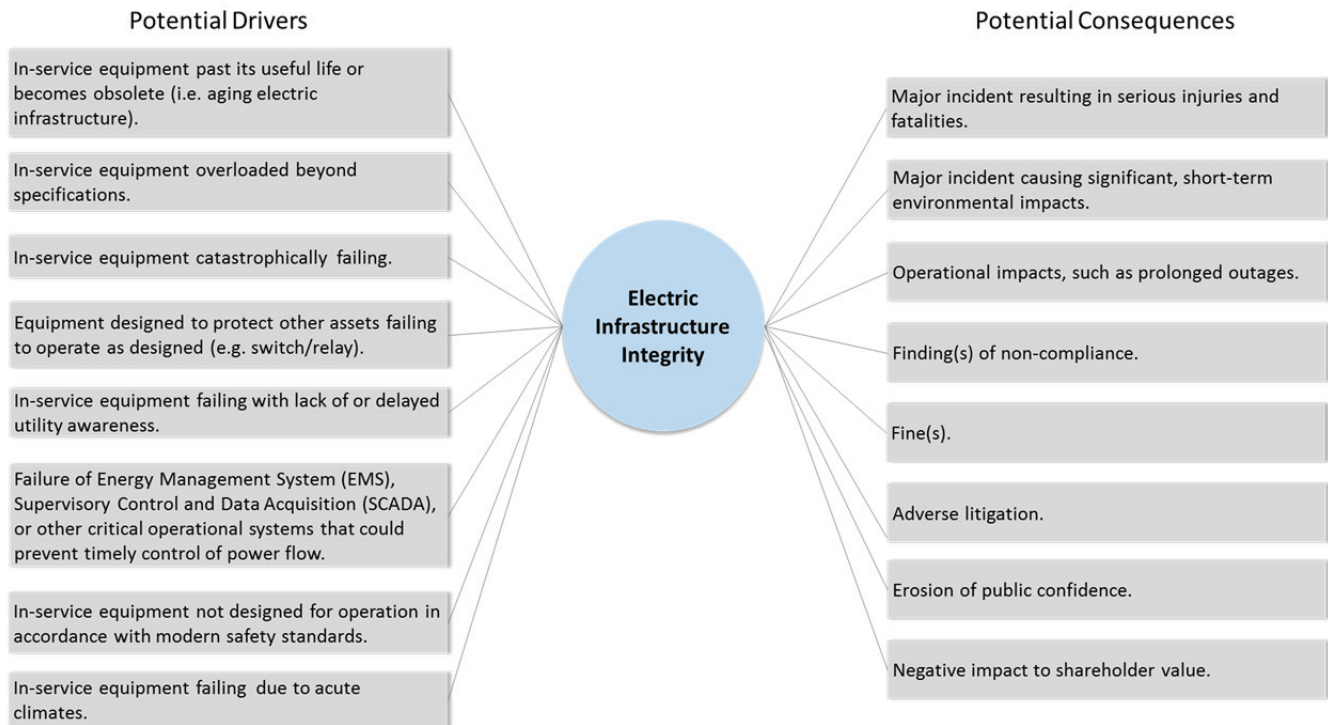 Potential Drivers
In-service equipment past its useful life or
becomes obsolete (i.e. aging electric
infrastructure).
In-service equipment overloaded beyond
specifications.
In-service equipment catastrophically failing.
Equipment designed to protect other assets failing
to operate as designed (e.g. switch/relay).
In-service equipment failing with lack of or delayed
utility awareness.
Failure of Energy Management System (EMS),
Supervisory Control and Data Acquisition (SCADA),
or other critical operational systems that could
prevent timely control of power flow.
In-service equipment not designed for operation in
accordance with modern safety standards.
In-service equipment failing due to acute
climates.
Electric
Infrastructure
Integrity
Potential Consequences
Major incident resulting in serious injuries and
fatalities.
Major incident causing significant, short-term
environmental impacts.
Operational impacts, such as prolonged outages.
Finding(s) of non-compliance.
Fine(s).
Adverse litigation.
Erosion of public confidence.
Negative impact to shareholder value.